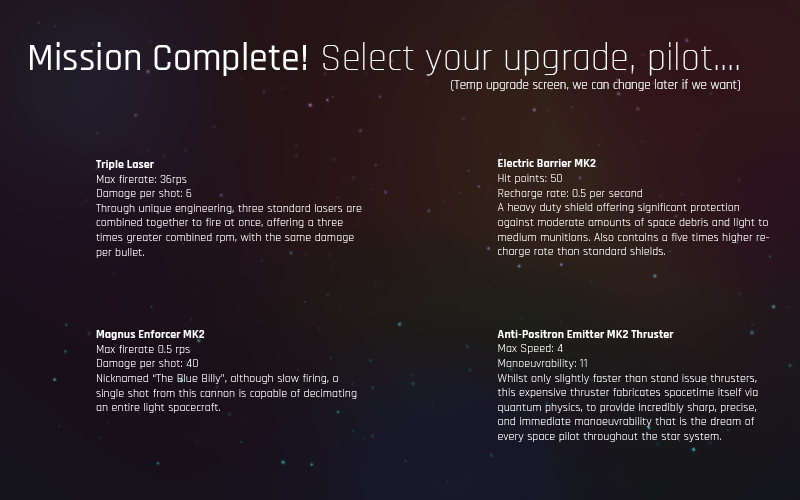 Mission Complete! Select your upgrade, pilot....
(Temp upgrade screen, we can change later if we want)
Triple Laser
Max firerate: 36rps
Damage per shot: 6
Through unique engineering, three standard lasers are
combined together to fire at once, offering a three
times greater combined rpm, with the same damage
per bullet.
Electric Barrier MK2
Hit points: 50
Recharge rate: 0.5 per second
A heavy duty shield offering significant protection
against moderate amounts of space debris and light to
medium munitions. Also contains a five times higher re-
charge rate than standard shields.
Magnus Enforcer MK2
Max firerate 0.5 rps
Damage per shot: 40
Nicknamed "The Blue Billy", although slow firing, a
single shot from this cannon is capable of decimating
an entire light spacecraft.
Anti-Positron Emitter MK2 Thruster
Max Speed: 4
Manoeuvrability: 11
Whilst only slightly faster than stand issue thrusters,
this expensive thruster fabricates spacetime itself via
quantum physics, to provide incredibly sharp, precise,
and immediate manoeuvrability that is the dream of
every space pilot throughout the star system.